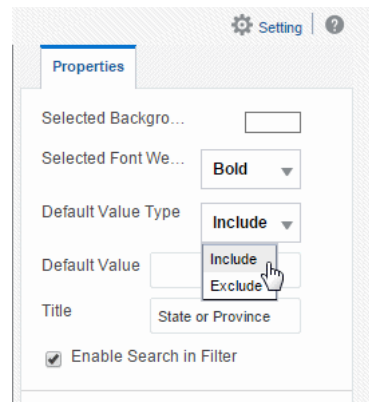 Setting
Properties
Selected Backgro...
Selected Font We... Bold
Default Value Type Include
Default Value
Include
Exclude
Title State or Province
Enable Search in Filter